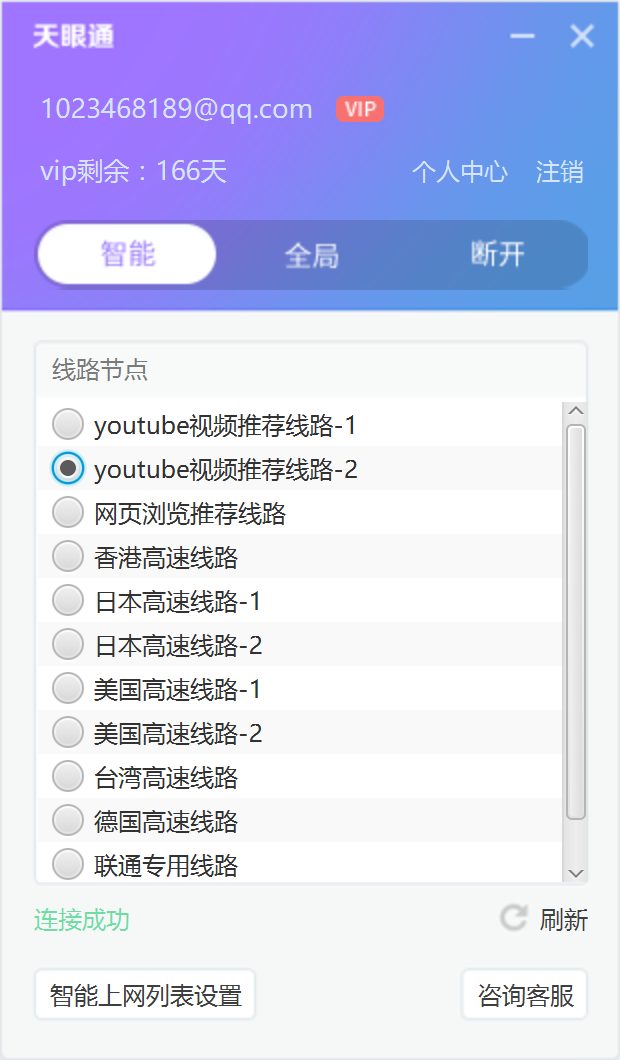 天眼通
1023468189@qq.com VIP
vip剩余：166天 个人中心 注销
智能 全局 断开
线路节点
youtube视频推荐线路-1
youtube视频推荐线路-2
网页浏览推荐线路
香港高速线路
日本高速线路-1
日本高速线路-2
美国高速线路-1
美国高速线路-2
台湾高速线路
德国高速线路
联通专用线路
连接成功 刷新
智能上网列表设置 咨询客服